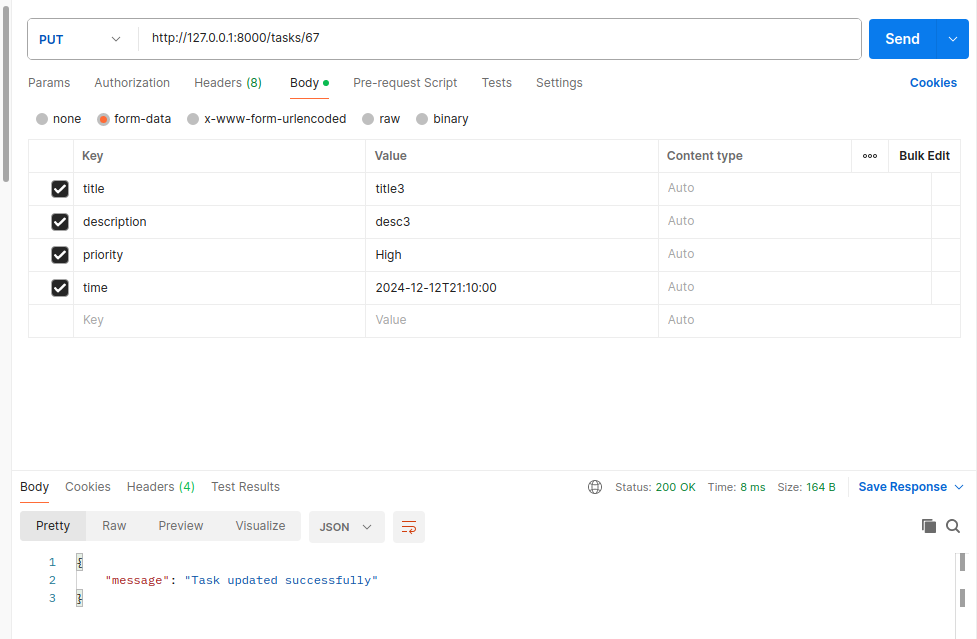 PUT http://127.0.0.1:8000/tasks/67 Send
Params Authorization Headers (8) Body Pre-request Script Tests Settings Cookies
none form-data x-www-form-urlencoded raw binary
Key Value Content type ooo Bulk Edit
title title3 Auto
description desc3 Auto
priority High Auto
time 2024-12-12T21:10:00 Auto
Key Value Auto
Body Cookies Headers (4) Test Results Status: 200 OK Time: 8 ms Size: 164 B Save Response
Pretty Raw Preview Visualize JSON
1 {
2 "message": "Task updated successfully"
3 }